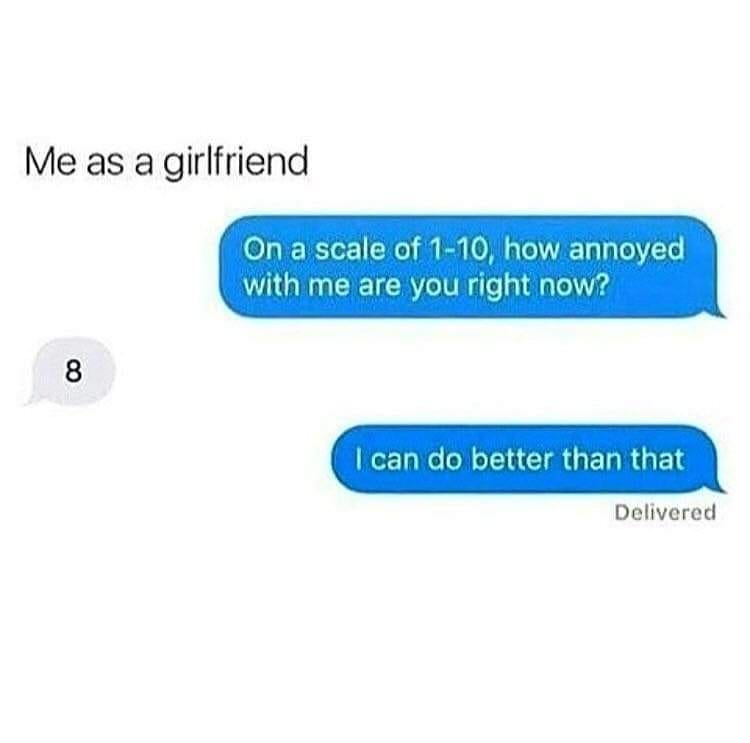 Me as a girlfriend
On a scale of 1-10, how annoyed
with me are you right now?
8
I can do better than that
Delivered